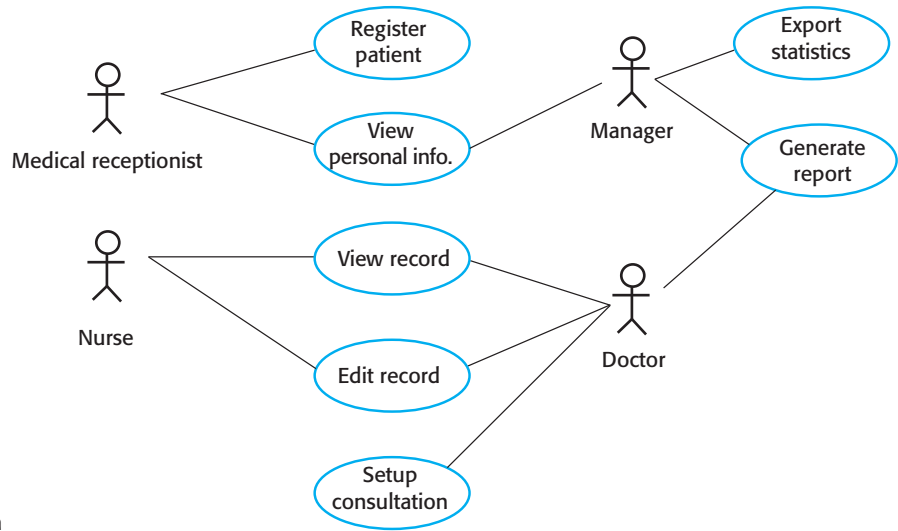 Register
patient
Export
statistics
Manager
View
personal info.
Medical receptionist
Generate
report
View record
Nurse
Doctor
Edit record
Setup
consultation